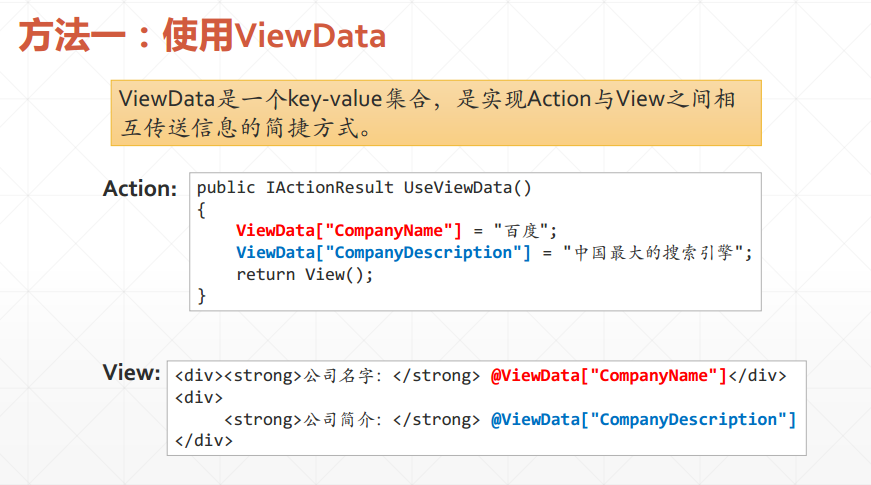 方法一：使用ViewData
ViewData是一个key-value集合，是实现Action与View之间相
互传送信息的简捷方式。
Action:
public IActionResult UseViewData()
{
ViewData["CompanyName"] = "百度";
ViewData["CompanyDescription"] = "中国最大的搜索引擎";
return View();
}
View:
<div><strong>公司名字：</strong> @ViewData["CompanyName"]</div>
<div>
<strong>公司简介：</strong> @ViewData["CompanyDescription"]
</div>